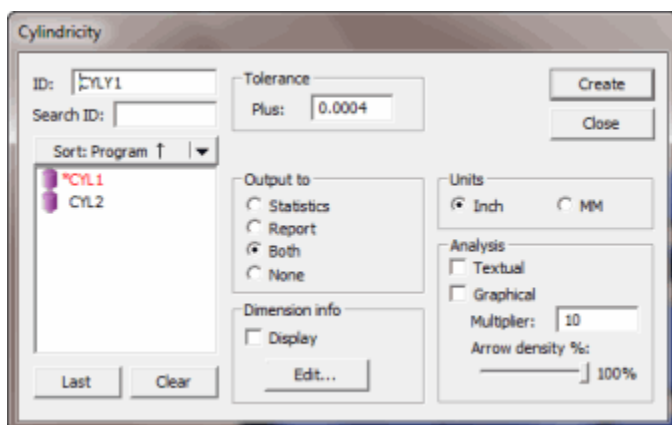 Cylindricity
ID: CYLY1
Search ID:
Sort: Program ↑
*CYL1
CYL2
Last Clear
Tolerance
Plus: 0.0004
Output to
Statistics
Report
Both
None
Dimension info
Display
Edit...
Create
Close
Units
Inch MM
Analysis
Textual
Graphical
Multiplier: 10
Arrow density %:
100%